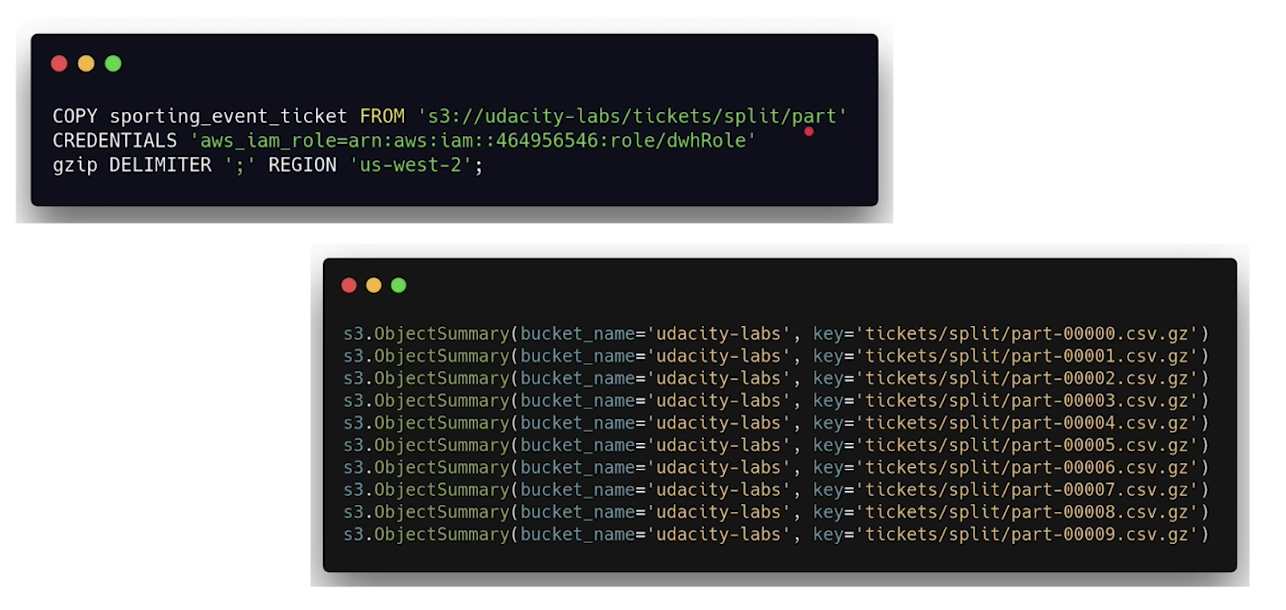 COPY sporting_event_ticket FROM 's3://udacity-labs/tickets/split/part'
CREDENTIALS 'aws_iam_role=arn:aws:iam::464956546:role/dwhRole'
gzip DELIMITER ';' REGION 'us-west-2';
s3.ObjectSummary(bucket_name='udacity-labs', key='tickets/split/part-00000.csv.gz')
s3.ObjectSummary(bucket_name='udacity-labs', key='tickets/split/part-00001.csv.gz')
s3.ObjectSummary(bucket_name='udacity-labs', key='tickets/split/part-00002.csv.gz')
s3.ObjectSummary(bucket_name='udacity-labs', key='tickets/split/part-00003.csv.gz')
s3.ObjectSummary(bucket_name='udacity-labs', key='tickets/split/part-00004.csv.gz')
s3.ObjectSummary(bucket_name='udacity-labs', key='tickets/split/part-00005.csv.gz')
s3.ObjectSummary(bucket_name='udacity-labs', key='tickets/split/part-00006.csv.gz')
s3.ObjectSummary(bucket_name='udacity-labs', key='tickets/split/part-00007.csv.gz')
s3.ObjectSummary(bucket_name='udacity-labs', key='tickets/split/part-00008.csv.gz')
s3.ObjectSummary(bucket_name='udacity-labs', key='tickets/split/part-00009.csv.gz')